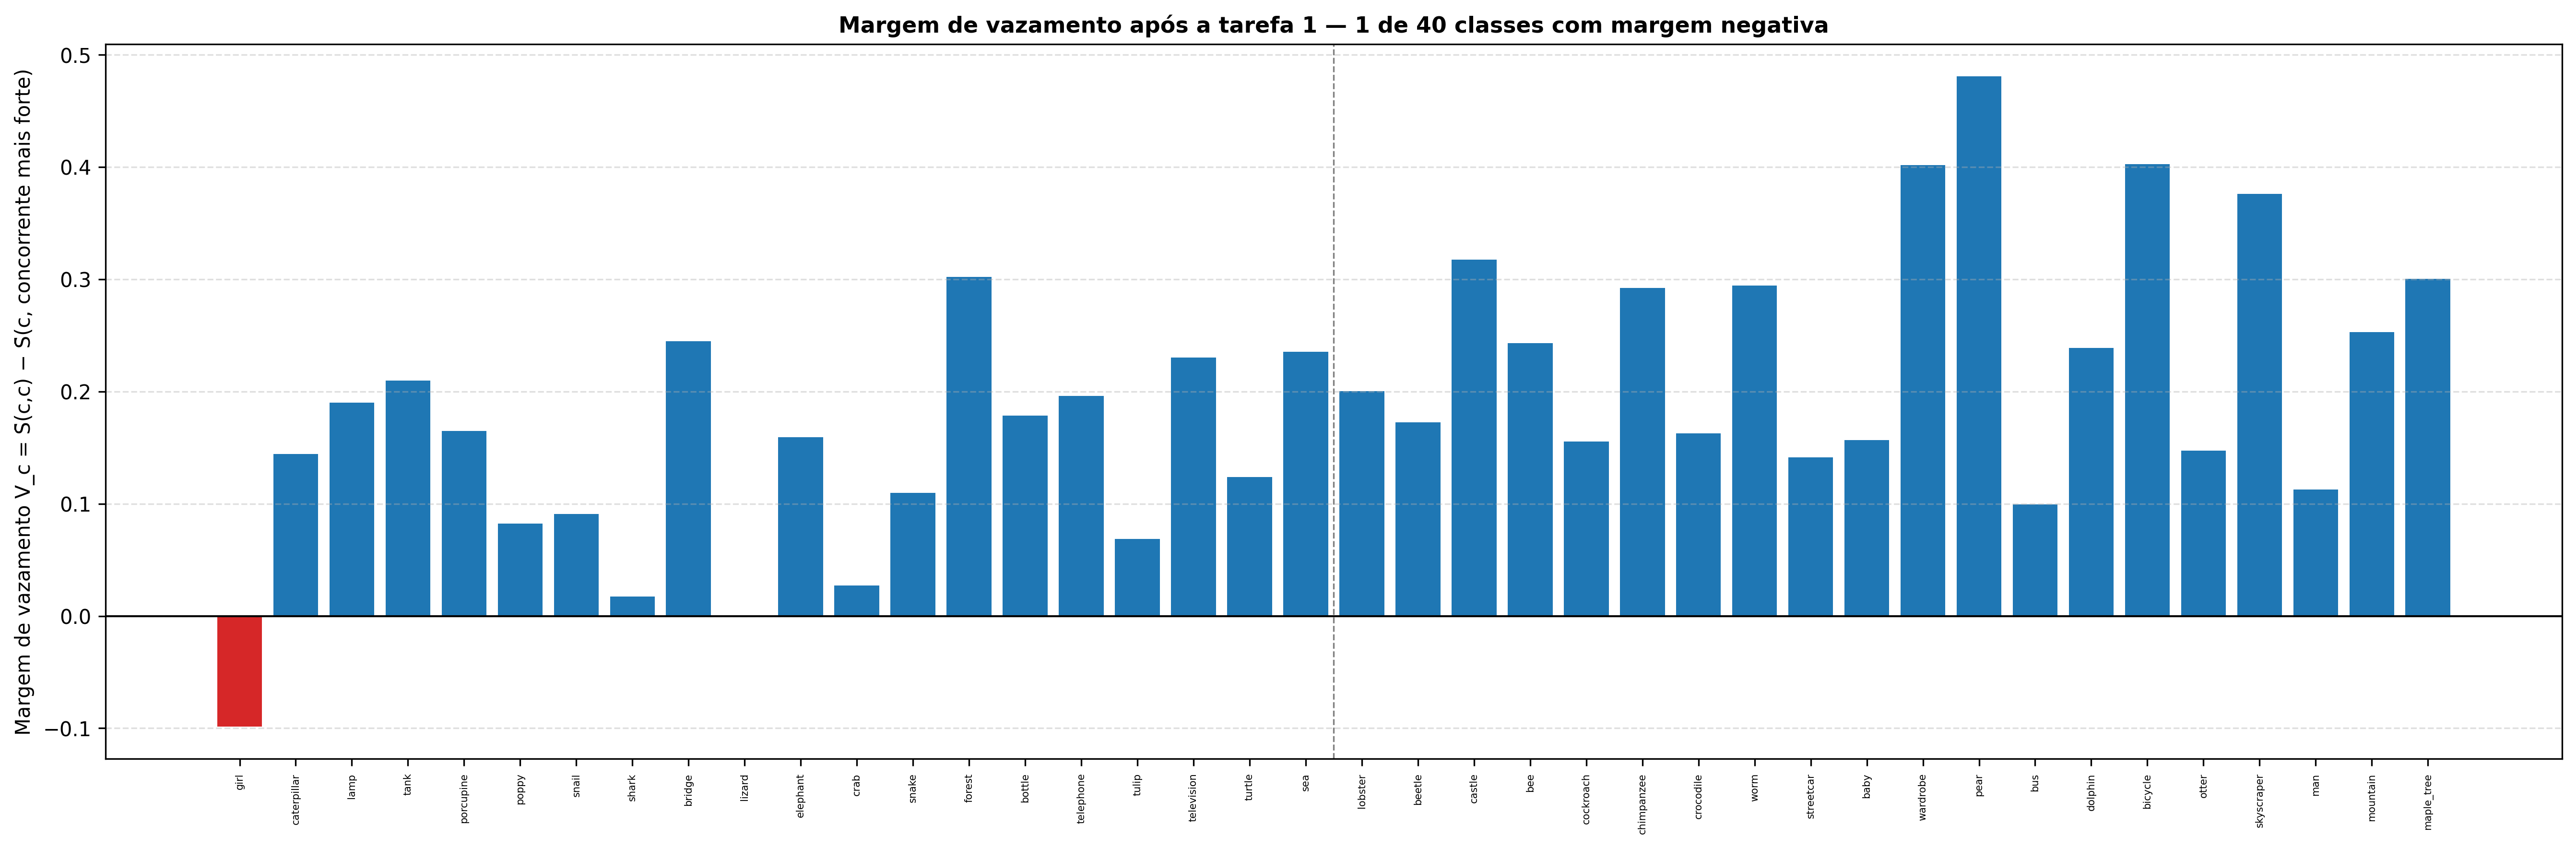 Margem de vazamento após a tarefa 1 — 1 de 40 classes com margem negativa
Margem de vazamento V_c = S(c,c) − S(c, concorrente mais forte)
0.5
0.4
0.3
0.2
0.1
0.0
−0.1
girl
caterpillar
lamp
tank
porcupine
poppy
snail
shark
bridge
lizard
elephant
crab
snake
forest
bottle
telephone
tulip
television
turtle
sea
lobster
beetle
castle
bee
cockroach
chimpanzee
crocodile
worm
streetcar
baby
wardrobe
pear
bus
dolphin
bicycle
otter
skyscraper
man
mountain
maple_tree